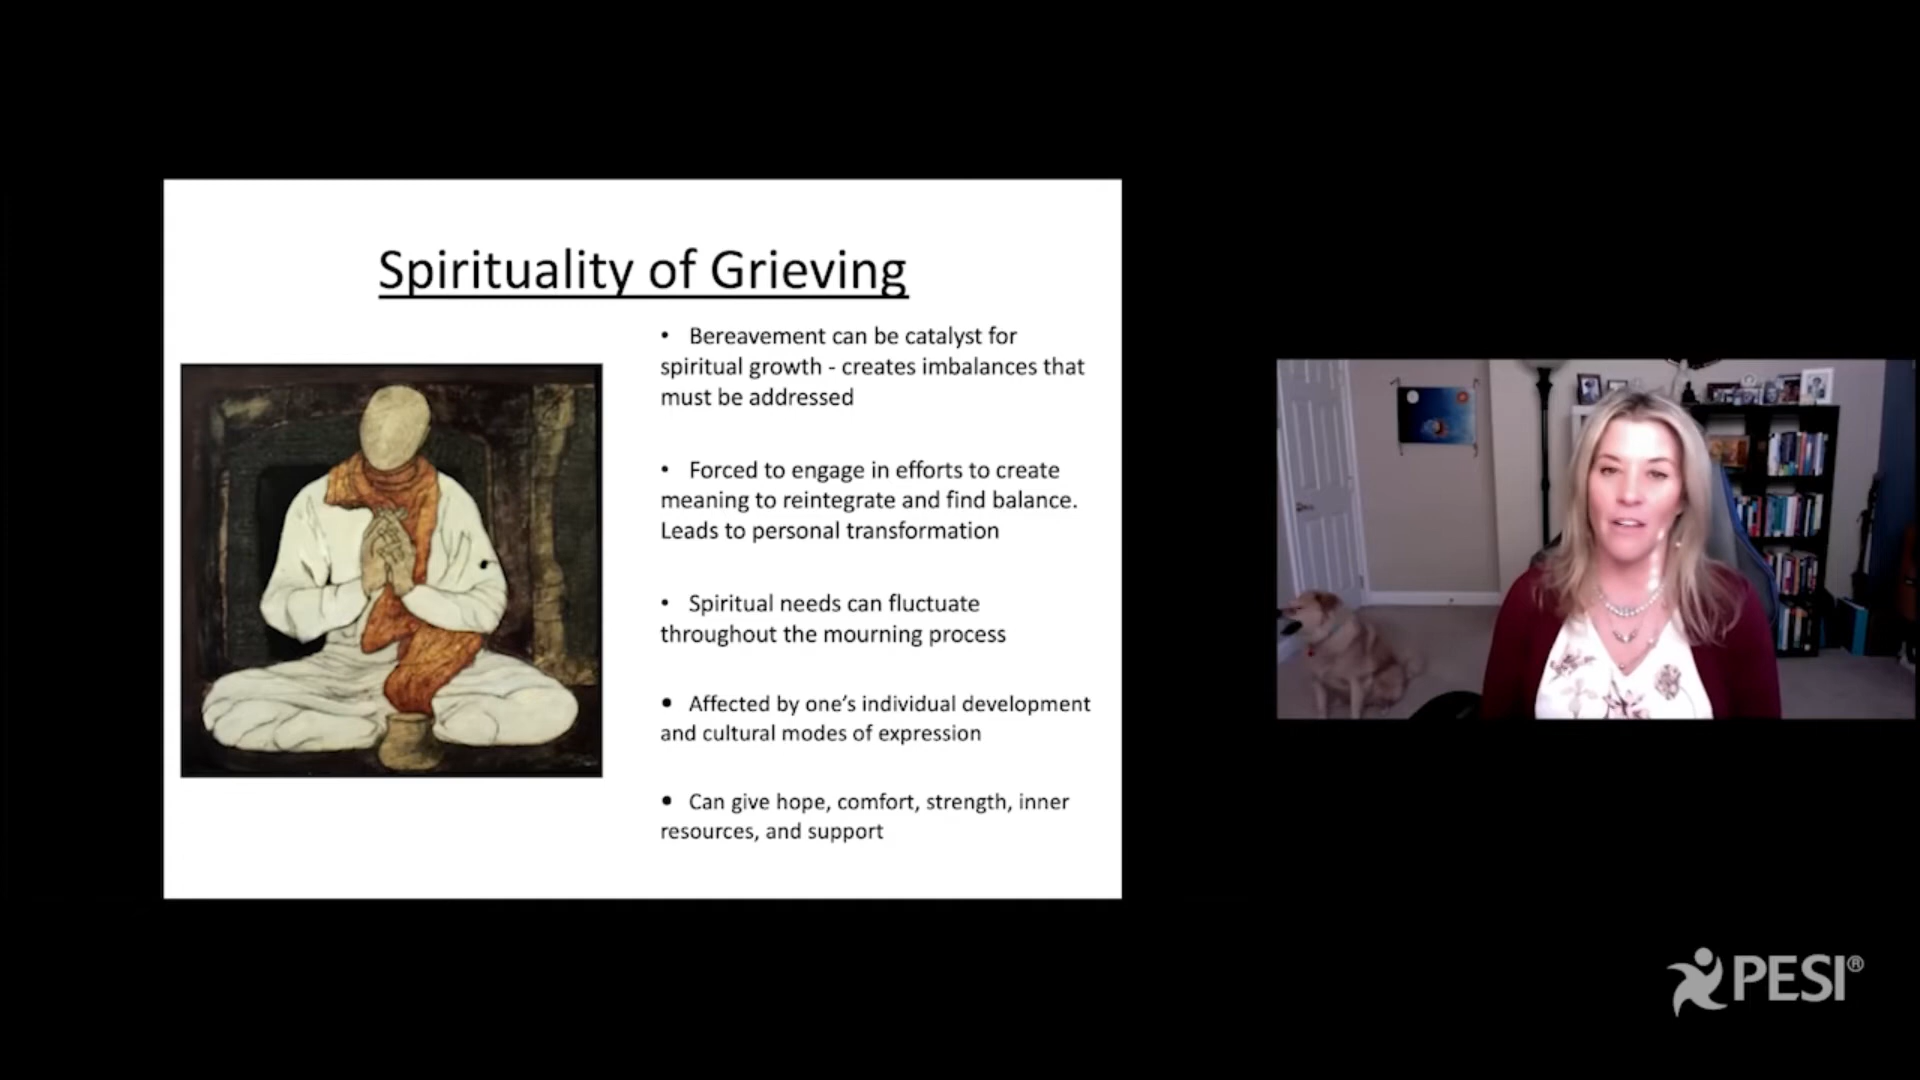 Spirituality of Grieving
• Bereavement can be catalyst for
spiritual growth - creates imbalances that
must be addressed
• Forced to engage in efforts to create
meaning to reintegrate and find balance.
Leads to personal transformation
• Spiritual needs can fluctuate
throughout the mourning process
• Affected by one’s individual development
and cultural modes of expression
• Can give hope, comfort, strength, inner
resources, and support
PESI®